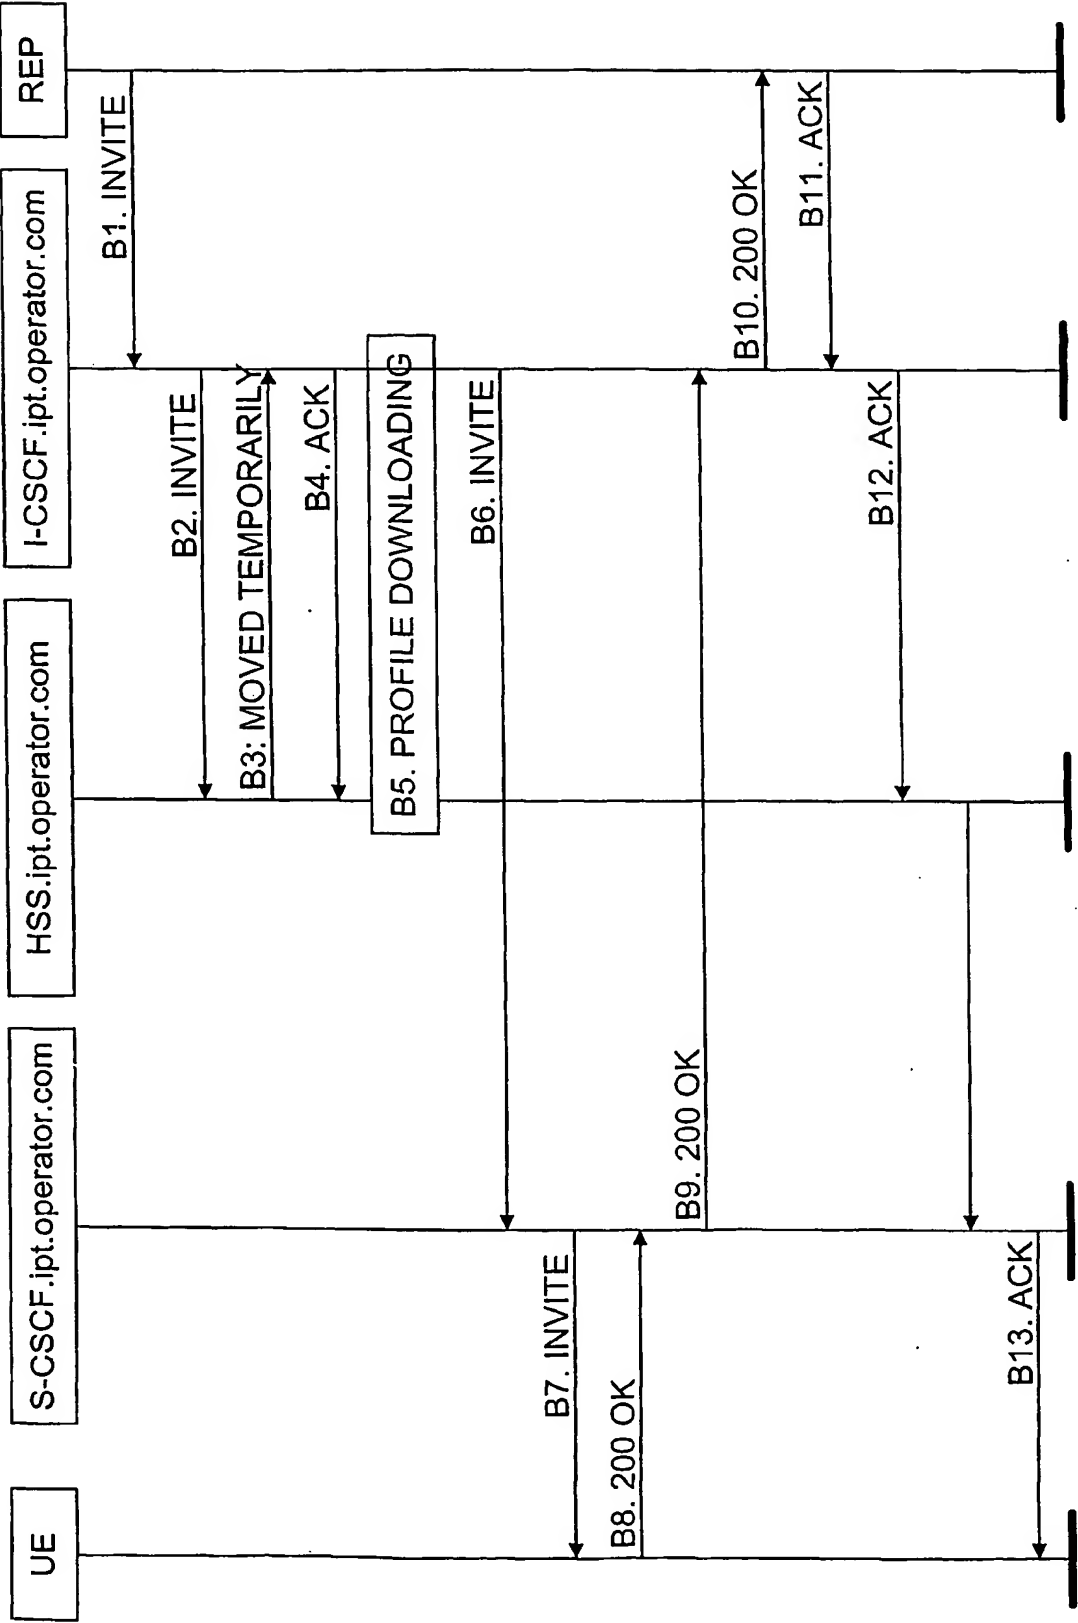 UE
S-CSCF.ipt.operator.com
HSS.ipt.operator.com
I-CSCF.ipt.operator.com
REP
B1. INVITE
B2. INVITE
B3: MOVED TEMPORARILY
B4. ACK
B5. PROFILE DOWNLOADING
B6. INVITE
B7. INVITE
B8. 200 OK
B9. 200 OK
B10. 200 OK
B11. ACK
B12. ACK
B13. ACK